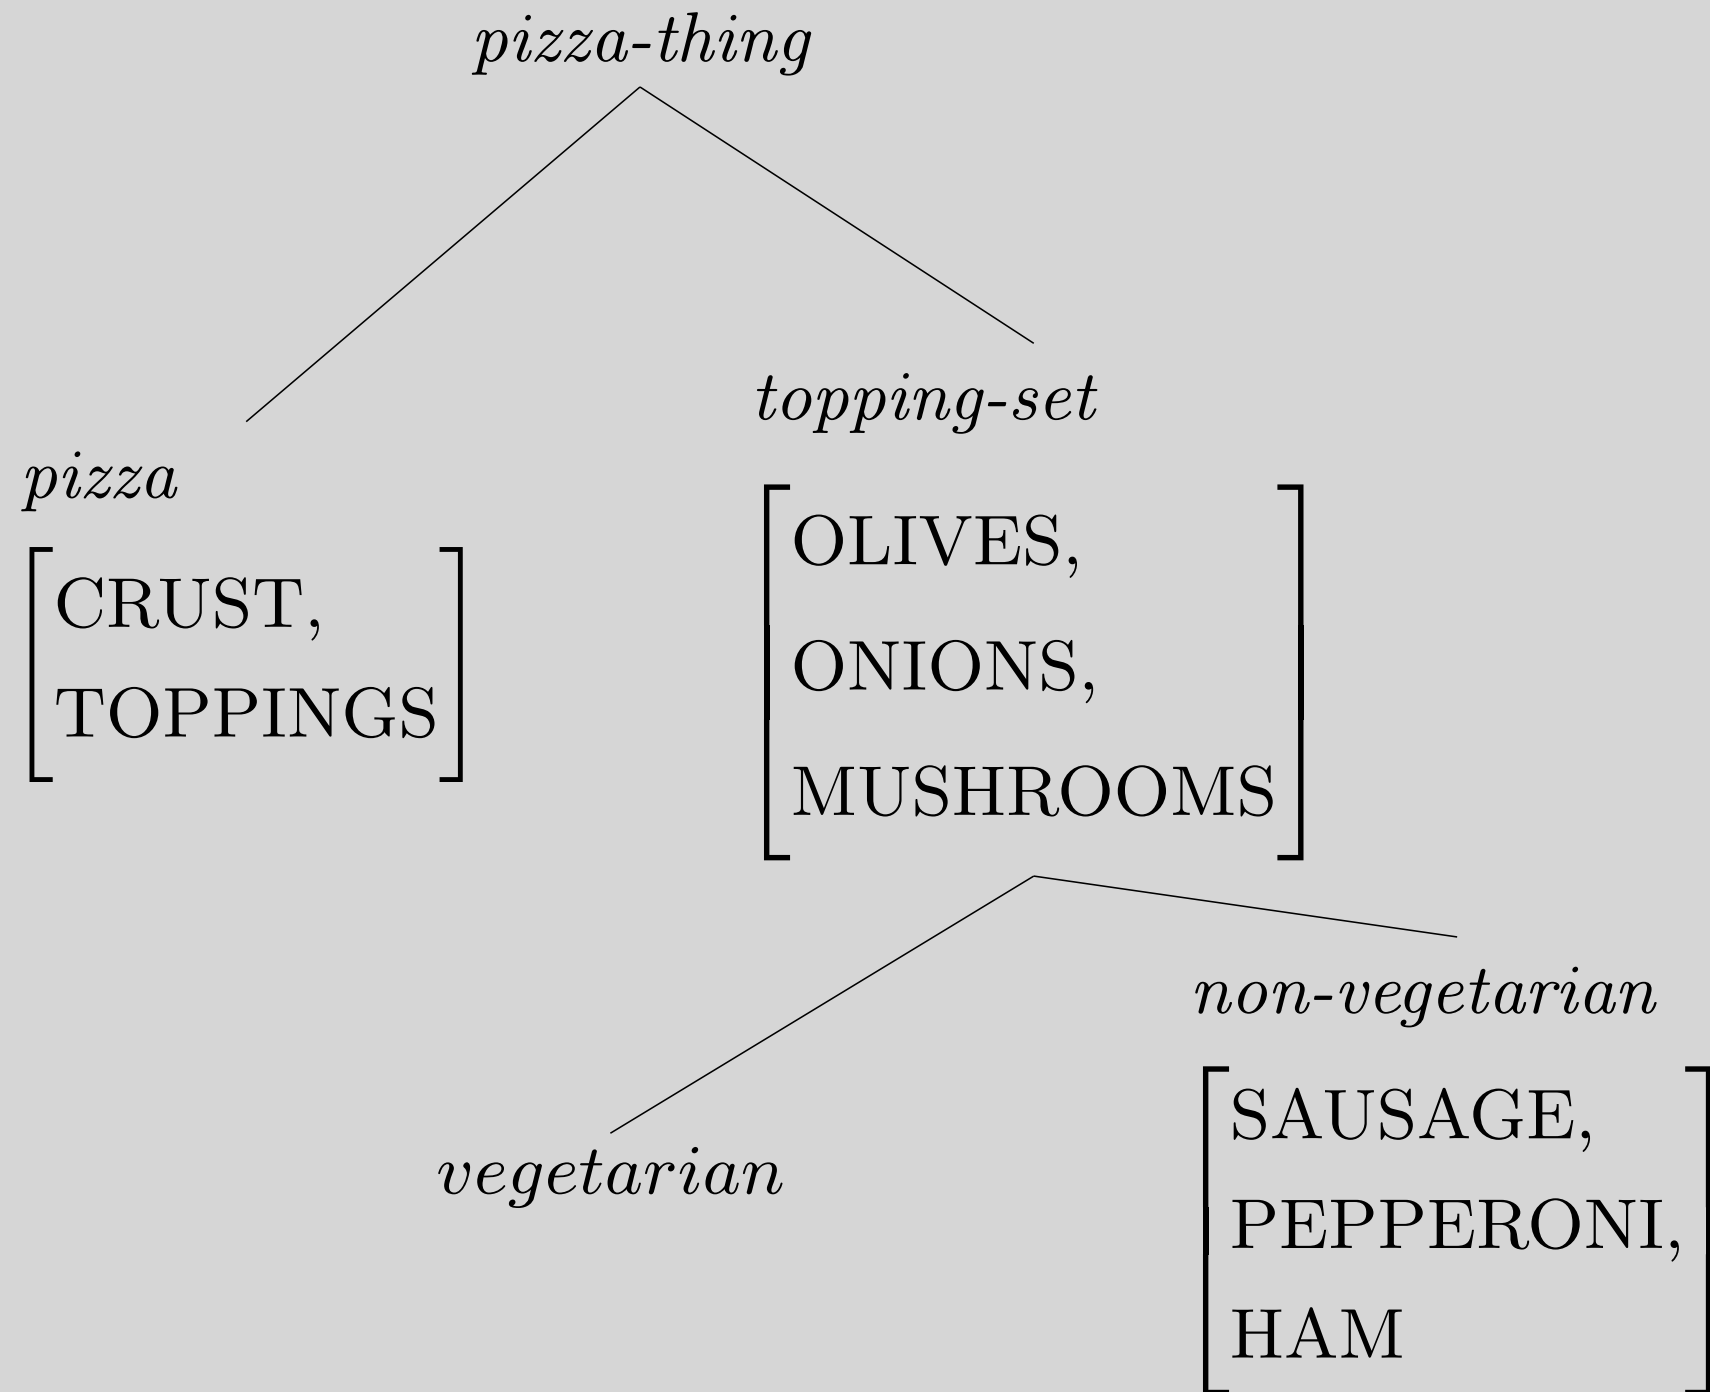 pizza-thing
topping-set
pizza
OLIVES,
CRUST,
ONIONS,
TOPPINGS
MUSHROOMS
non-vegetarian
SAUSAGE,
vegetarian
PEPPERONI,
HAM